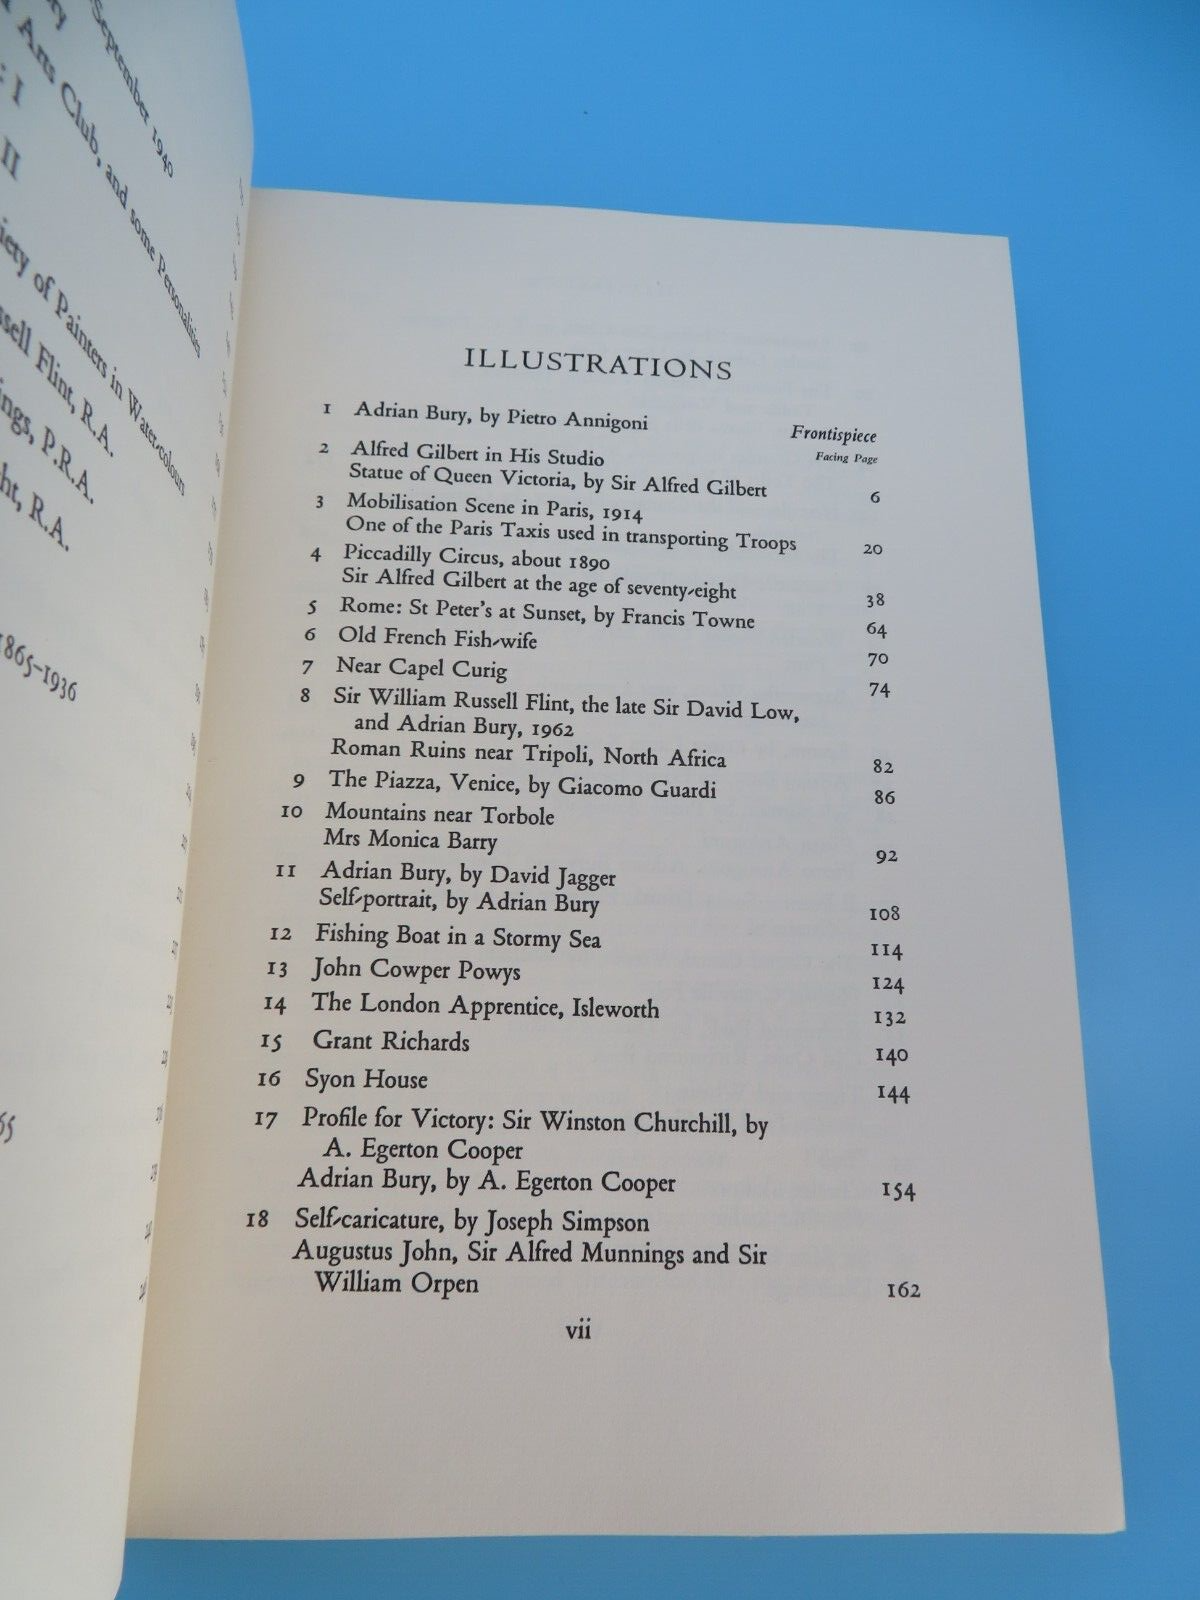 September 1940
Arts Club, and some Personalities
I
II
of Painters in Water-colours
Flint, R.A.
P.R.A.
R.A.
1865–1936
ILLUSTRATIONS
1 Adrian Bury, by Pietro Annigoni Frontispiece
Facing Page
2 Alfred Gilbert in His Studio
Statue of Queen Victoria, by Sir Alfred Gilbert 6
3 Mobilisation Scene in Paris, 1914
One of the Paris Taxis used in transporting Troops 20
4 Piccadilly Circus, about 1890
Sir Alfred Gilbert at the age of seventy-eight 38
5 Rome: St Peter's at Sunset, by Francis Towne 64
6 Old French Fish-wife 70
7 Near Capel Curig 74
8 Sir William Russell Flint, the late Sir David Low,
and Adrian Bury, 1962
Roman Ruins near Tripoli, North Africa 82
9 The Piazza, Venice, by Giacomo Guardi 86
10 Mountains near Torbole
Mrs Monica Barry 92
11 Adrian Bury, by David Jagger
Self-portrait, by Adrian Bury 108
12 Fishing Boat in a Stormy Sea 114
13 John Cowper Powys 124
14 The London Apprentice, Isleworth 132
15 Grant Richards 140
16 Syon House 144
17 Profile for Victory: Sir Winston Churchill, by
A. Egerton Cooper
Adrian Bury, by A. Egerton Cooper 154
18 Self-caricature, by Joseph Simpson
Augustus John, Sir Alfred Munnings and Sir
William Orpen 162
vii